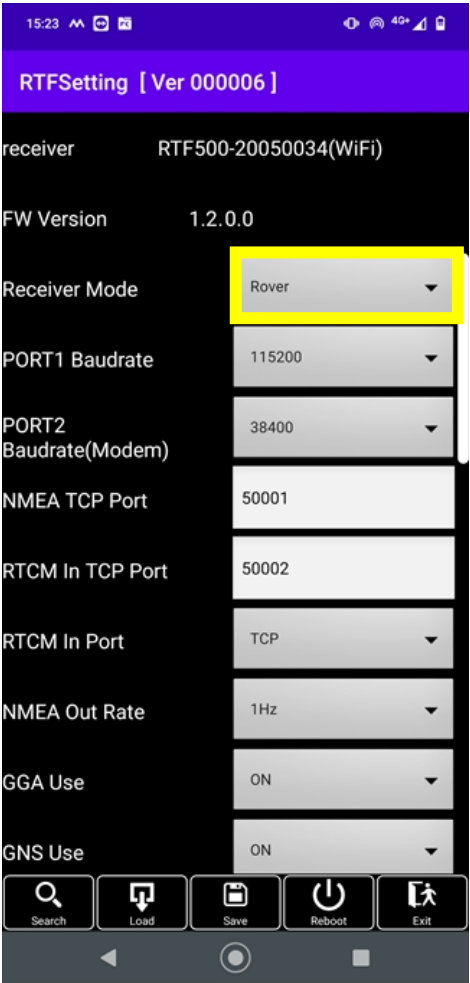 15:23 4G+
RTFSetting [ Ver 000006 ]
receiver RTF500-20050034(WiFi)
FW Version 1.2.0.0
Receiver Mode Rover
PORT1 Baudrate 115200
PORT2
Baudrate(Modem) 38400
NMEA TCP Port 50001
RTCM In TCP Port 50002
RTCM In Port TCP
NMEA Out Rate 1Hz
GGA Use ON
GNS Use ON
Search Load Save Reboot Exit